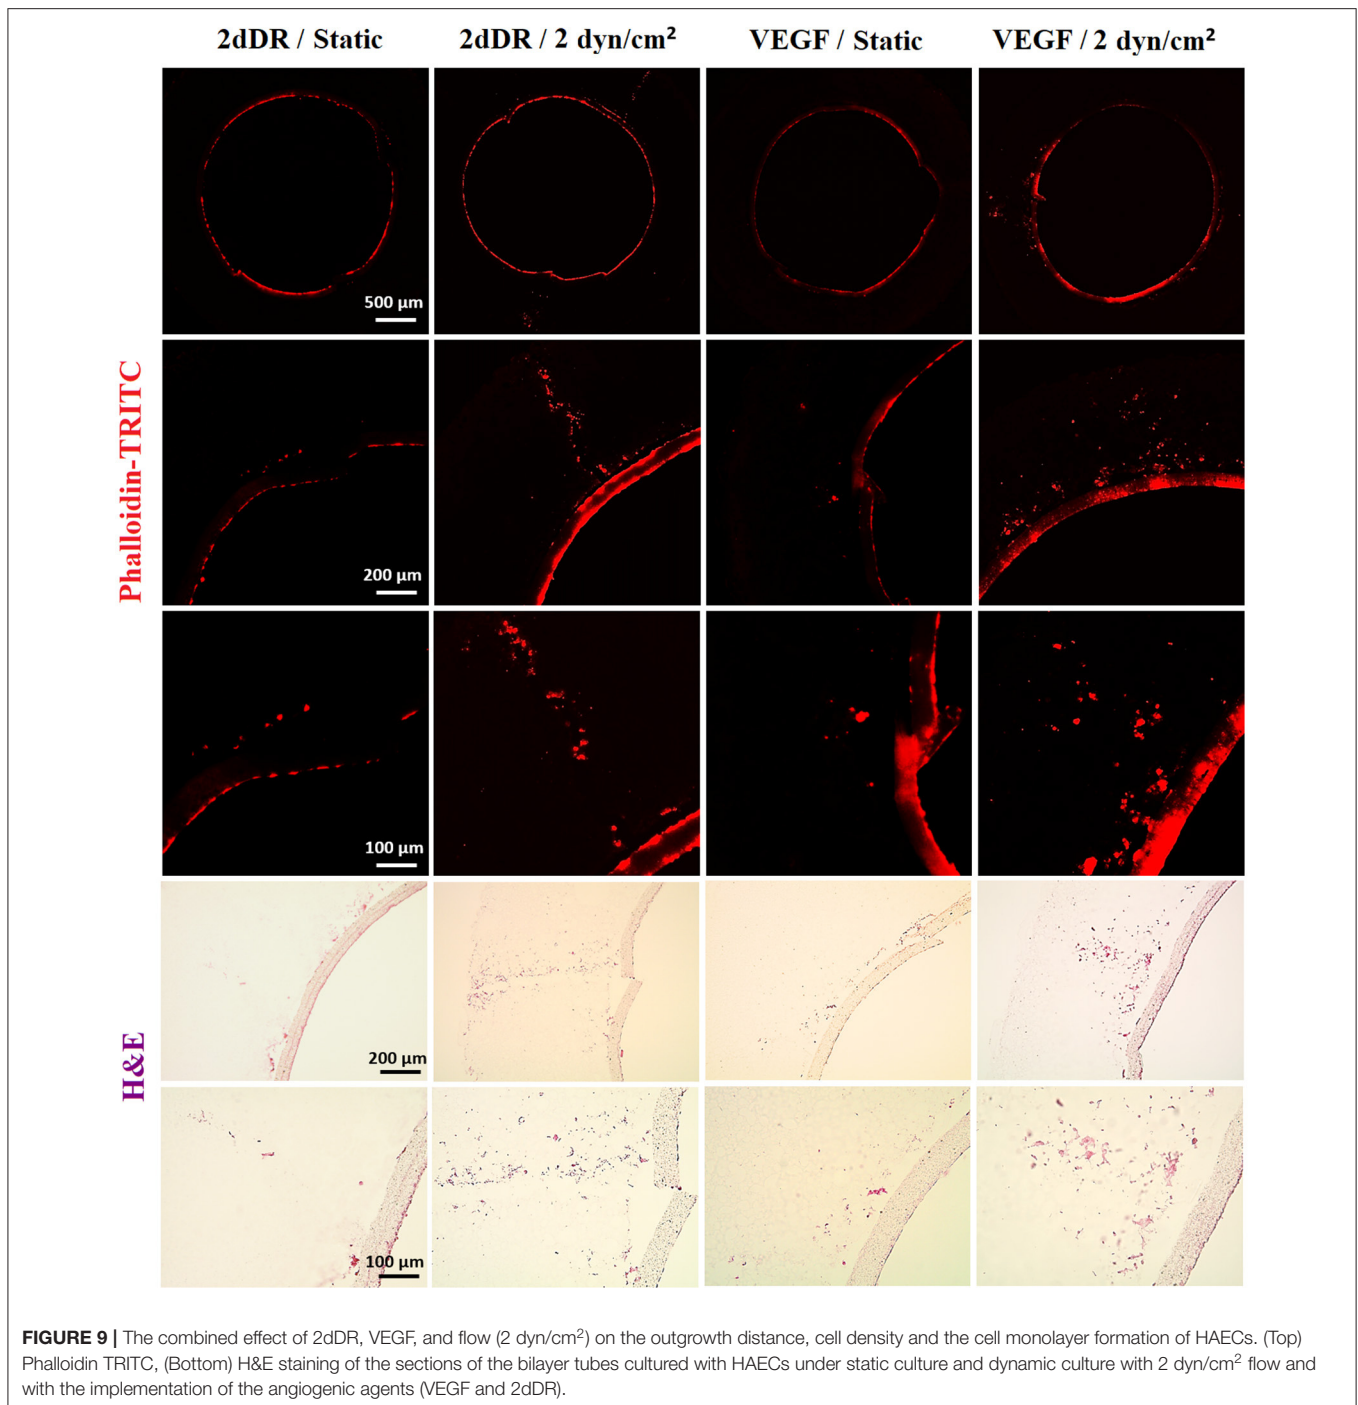 2dDR / Static
2dDR / 2 dyn/cm²
VEGF / Static
VEGF / 2 dyn/cm²
Phalloidin-TRITC
500 μm
200 μm
100 μm
H&E
200 μm
100 μm
FIGURE 9 | The combined effect of 2dDR, VEGF, and flow (2 dyn/cm²) on the outgrowth distance, cell density and the cell monolayer formation of HAECs. (Top)
Phalloidin TRITC, (Bottom) H&E staining of the sections of the bilayer tubes cultured with HAECs under static culture and dynamic culture with 2 dyn/cm² flow and
with the implementation of the angiogenic agents (VEGF and 2dDR).